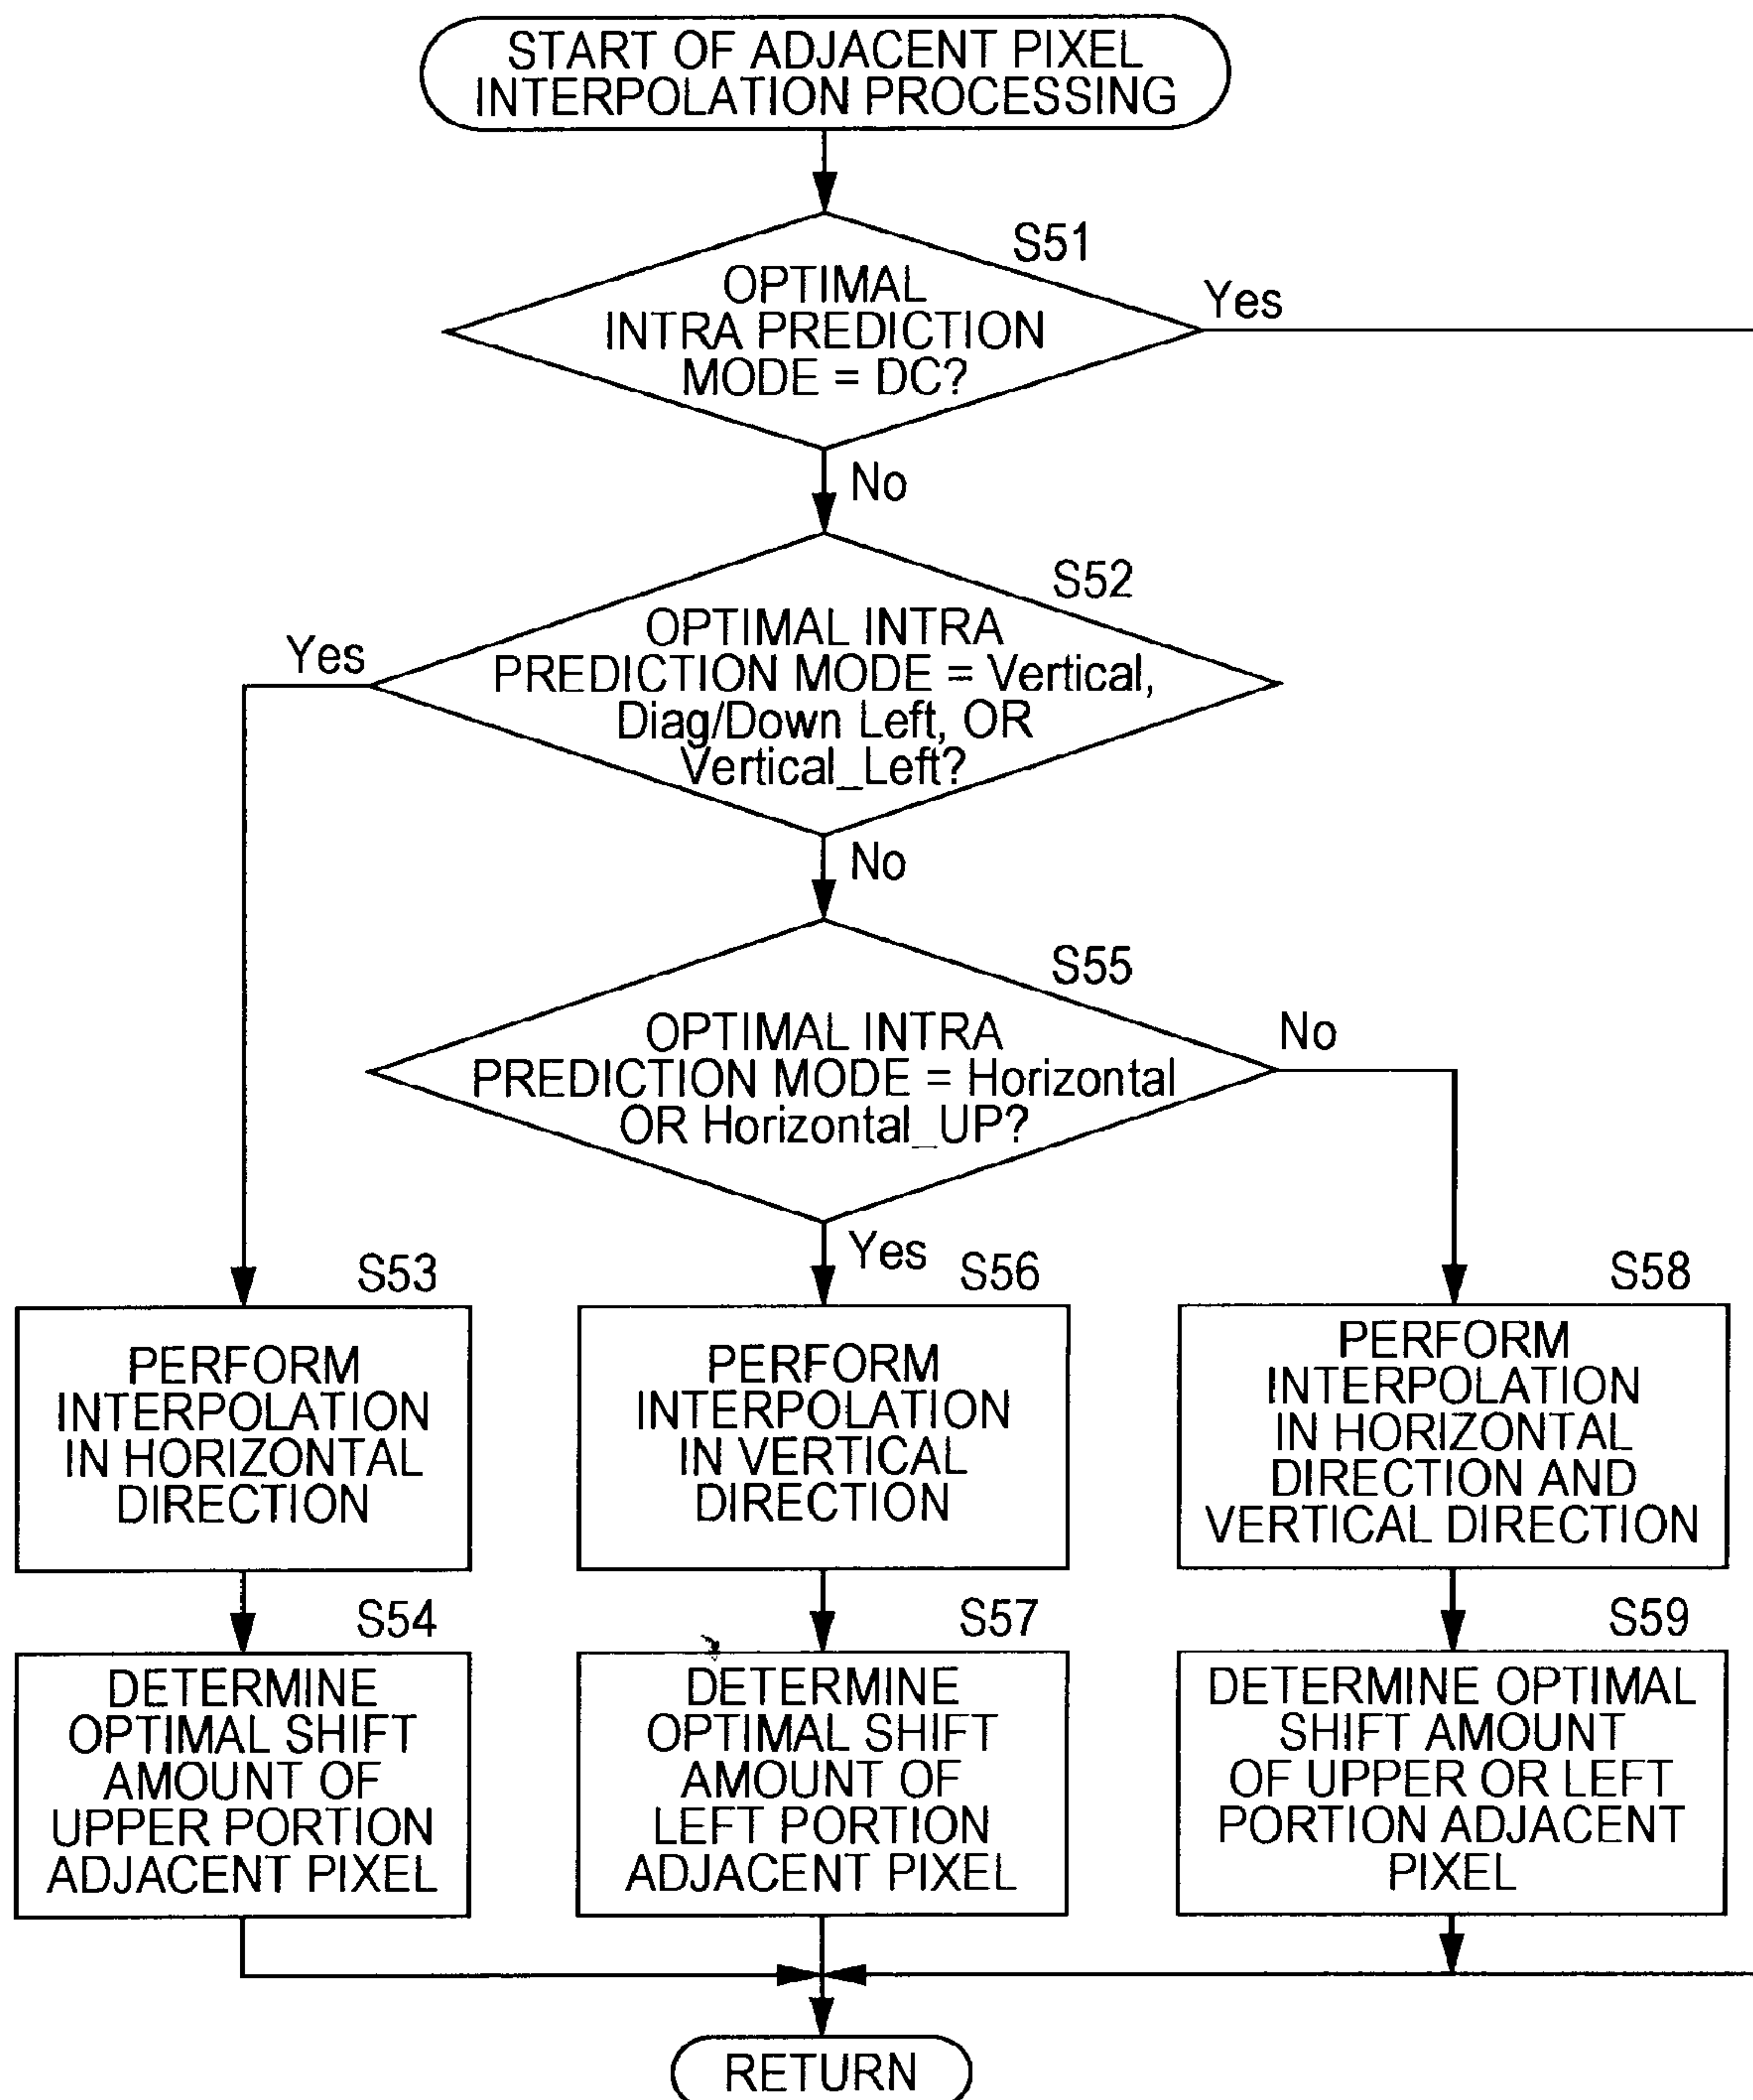 START OF ADJACENT PIXEL
INTERPOLATION PROCESSING
S51
OPTIMAL
INTRA PREDICTION
MODE = DC?
Yes
No
S52
OPTIMAL INTRA
PREDICTION MODE = Vertical,
Diag/Down Left, OR
Vertical_Left?
Yes
No
S55
OPTIMAL INTRA
PREDICTION MODE = Horizontal
OR Horizontal_UP?
No
Yes
S53
PERFORM
INTERPOLATION
IN HORIZONTAL
DIRECTION
S56
PERFORM
INTERPOLATION
IN VERTICAL
DIRECTION
S58
PERFORM
INTERPOLATION
IN HORIZONTAL
DIRECTION AND
VERTICAL DIRECTION
S54
DETERMINE
OPTIMAL SHIFT
AMOUNT OF
UPPER PORTION
ADJACENT PIXEL
S57
DETERMINE
OPTIMAL SHIFT
AMOUNT OF
LEFT PORTION
ADJACENT PIXEL
S59
DETERMINE OPTIMAL
SHIFT AMOUNT
OF UPPER OR LEFT
PORTION ADJACENT
PIXEL
RETURN